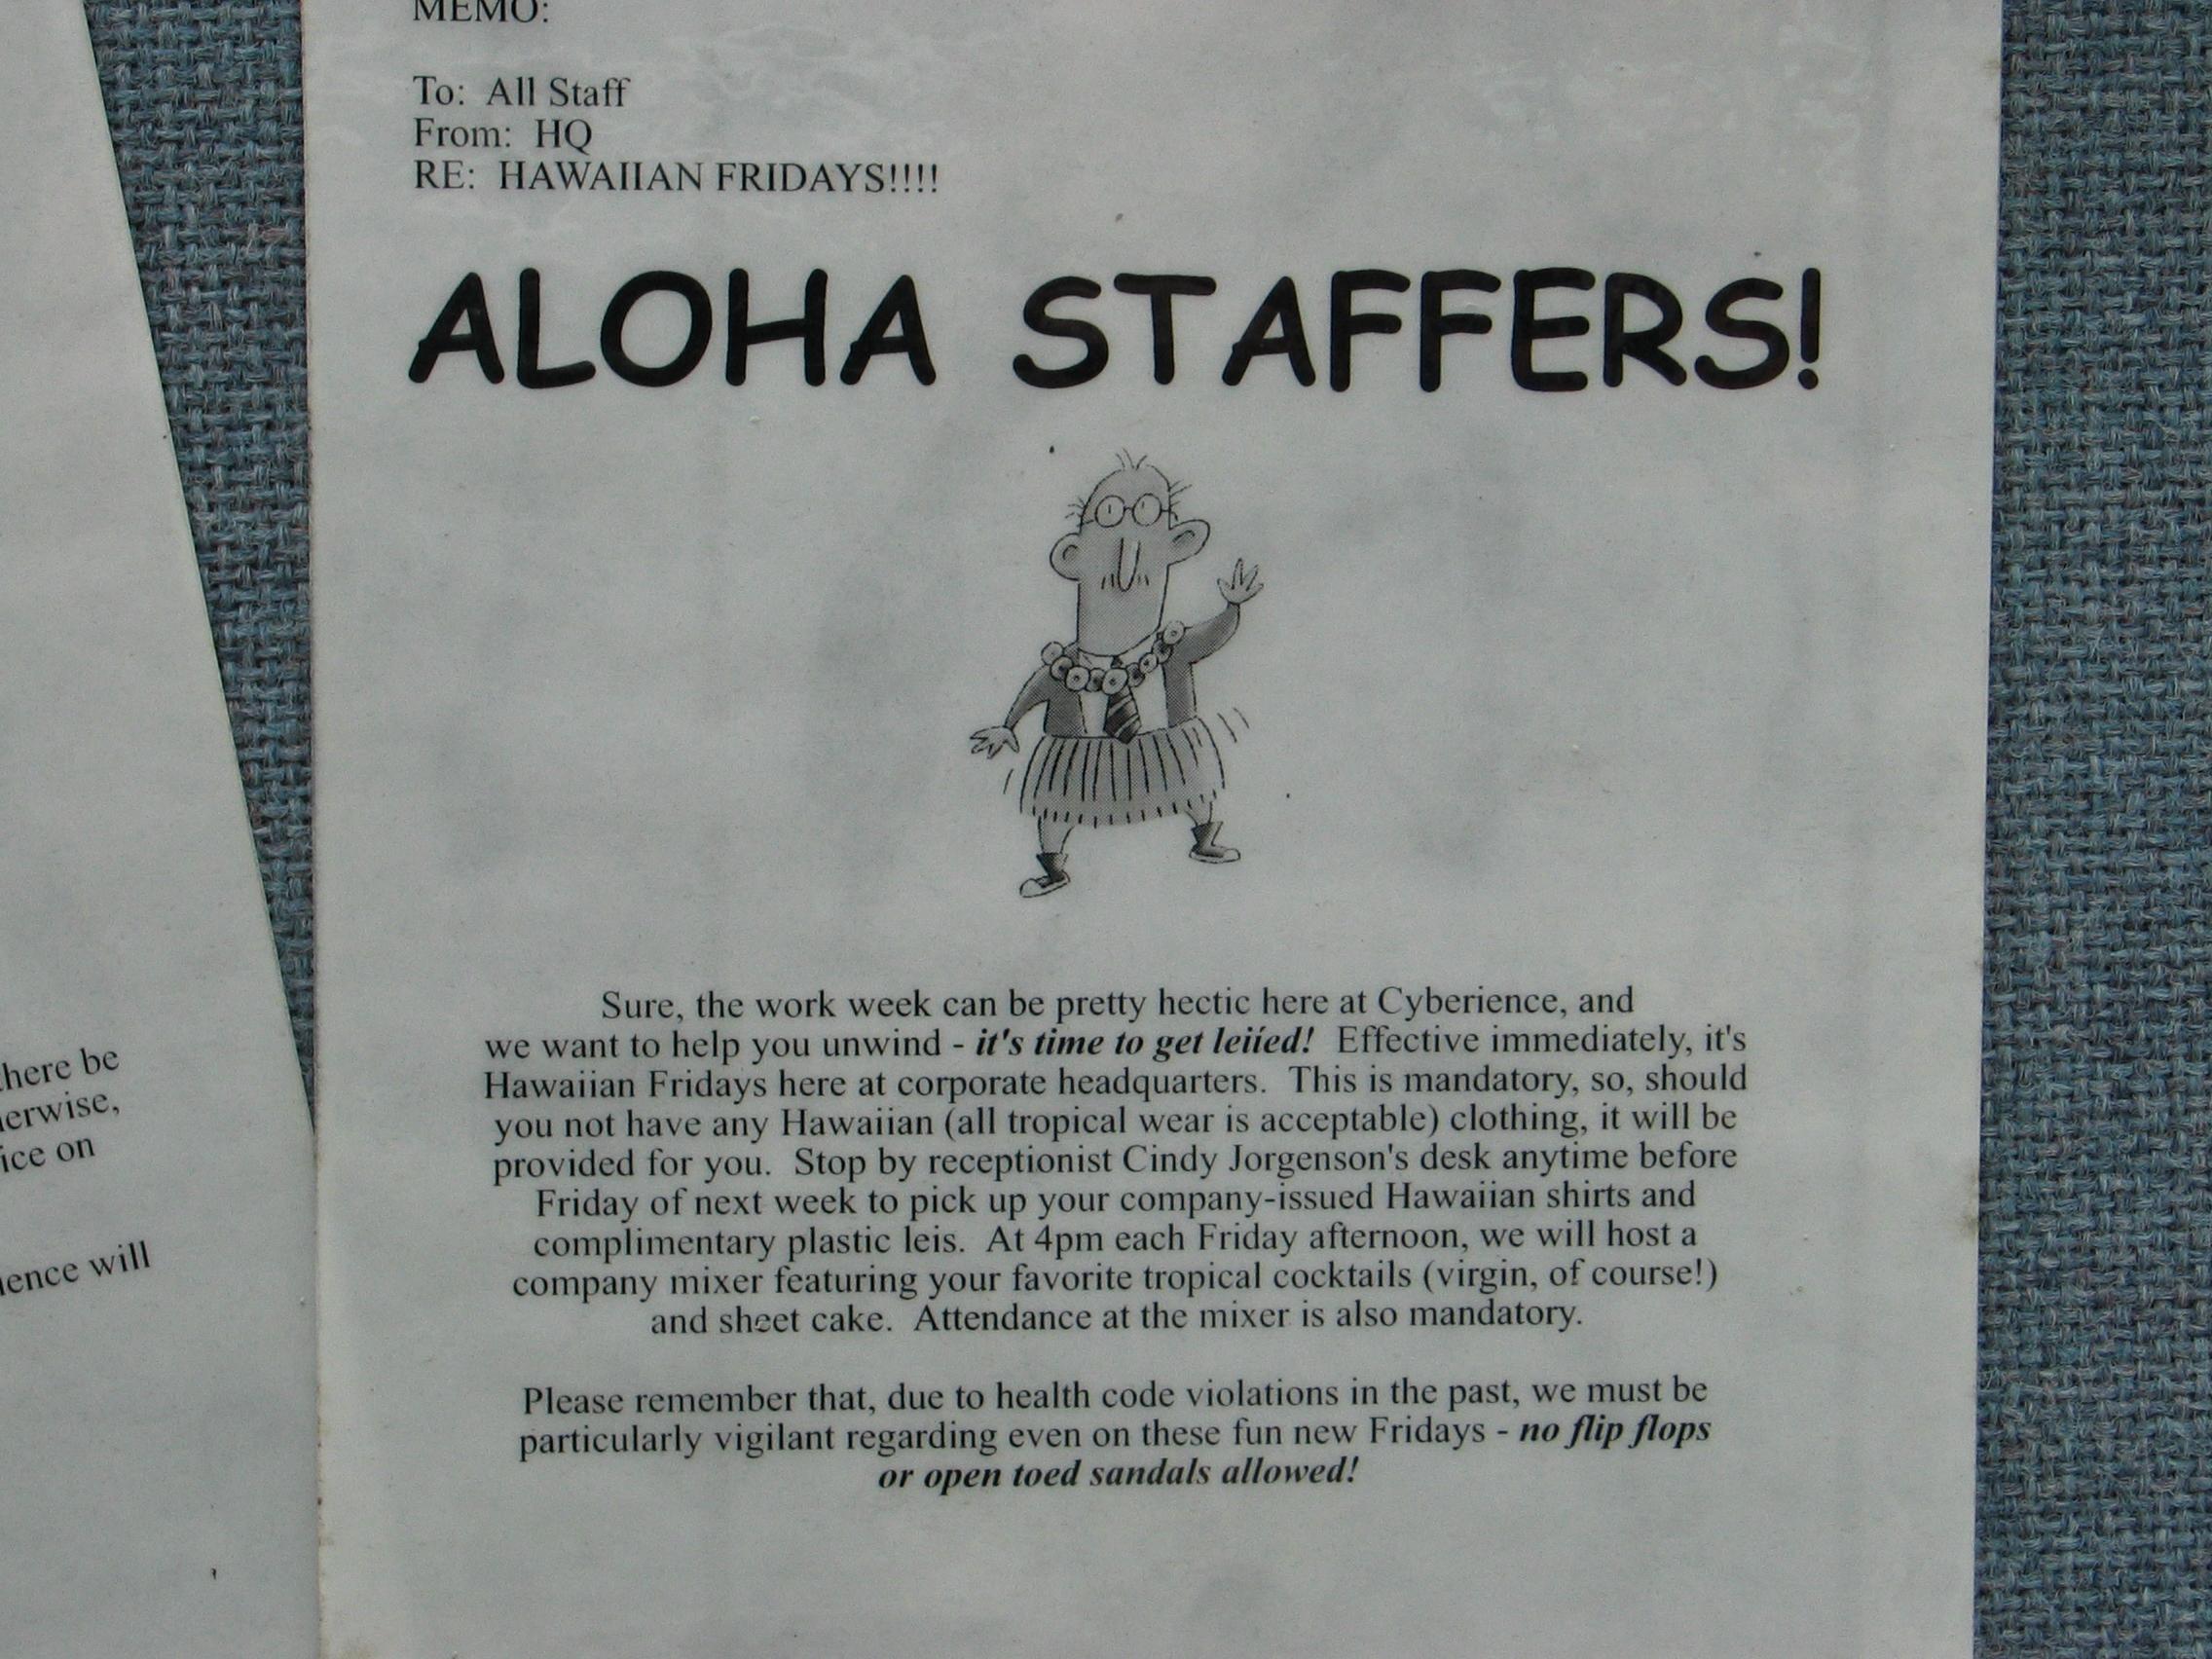 MEMO:
To: All Staff
From: HQ
RE: HAWAIIAN FRIDAYS!!!!
ALOHA STAFFERS!
Sure, the work week can be pretty hectic here at Cyberience, and
we want to help you unwind - it's time to get leiied! Effective immediately, it's
Hawaiian Fridays here at corporate headquarters. This is mandatory, so, should
you not have any Hawaiian (all tropical wear is acceptable) clothing, it will be
provided for you. Stop by receptionist Cindy Jorgenson's desk anytime before
Friday of next week to pick up your company-issued Hawaiian shirts and
complimentary plastic leis. At 4pm each Friday afternoon, we will host a
company mixer featuring your favorite tropical cocktails (virgin, of course!)
and sheet cake. Attendance at the mixer is also mandatory.
Please remember that, due to health code violations in the past, we must be
particularly vigilant regarding even on these fun new Fridays - no flip flops
or open toed sandals allowed!
here be
erwise,
ice on
ience will